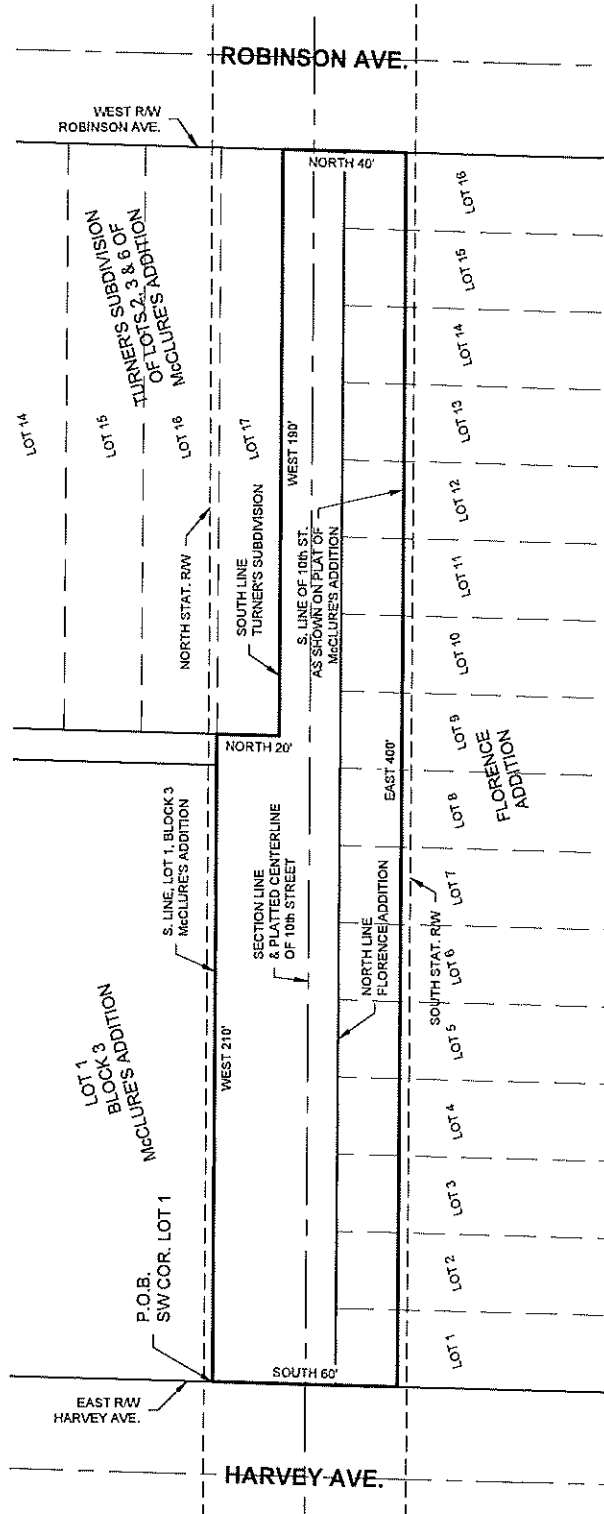 ROBINSON AVE.
WEST R/W
ROBINSON AVE.
NORTH 40'
TURNER'S SUBDIVISION
OF LOTS 2, 3 & 6 OF
McCLURE'S ADDITION
LOT 14
LOT 15
LOT 16
LOT 17
NORTH STAT. R/W
SOUTH LINE
TURNER'S SUBDIVISION
WEST 190'
S. LINE OF 10th ST.
AS SHOWN ON PLAT OF
McCLURE'S ADDITION
LOT 16
LOT 15
LOT 14
LOT 13
LOT 12
LOT 11
LOT 10
LOT 9
LOT 8
LOT 7
LOT 6
LOT 5
LOT 4
LOT 3
LOT 2
LOT 1
FLORENCE
ADDITION
NORTH 20'
EAST 400'
S. LINE, LOT 1, BLOCK 3
McCLURE'S ADDITION
SECTION LINE
& PLATTED CENTERLINE
OF 10th STREET
NORTH LINE
FLORENCE ADDITION
SOUTH STAT. R/W
WEST 210'
LOT 1
BLOCK 3
McCLURE'S ADDITION
P.O.B.
SW COR. LOT 1
SOUTH 60'
EAST R/W
HARVEY AVE.
HARVEY AVE.